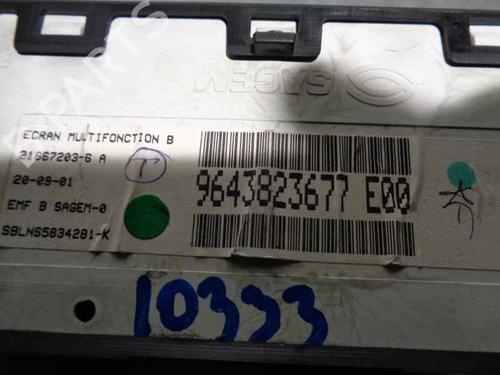 SAGEM
ECRAN MULTIFONCTION B
21667203-6 A
20-09-01
EMF B SAGEM-0
SBLNS5834281-K
9643823677 E00
10333